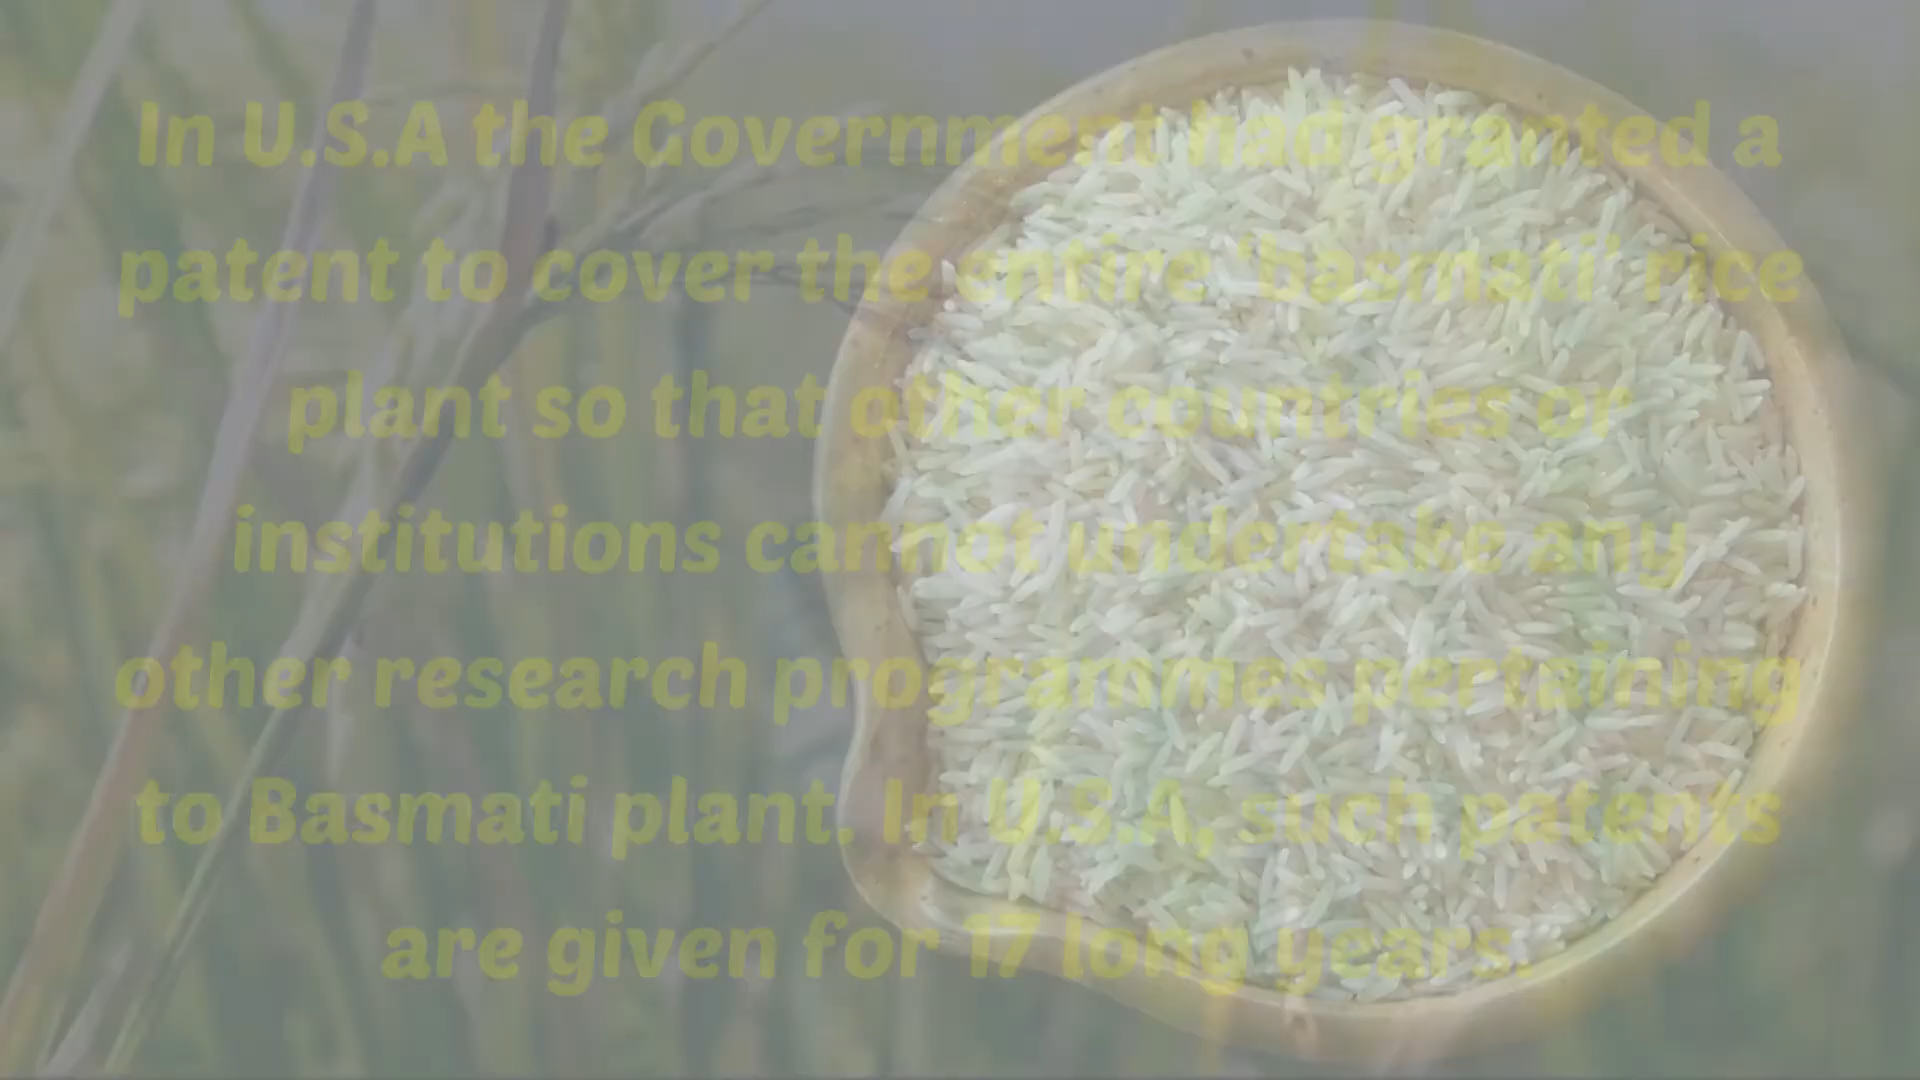 In U.S.A the Government had granted a
patent to cover the entire 'basmati' rice
plant so that other countries or
institutions cannot undertake any
other research programmes pertaining
to Basmati plant. In U.S.A, such patents
are given for 17 long years.